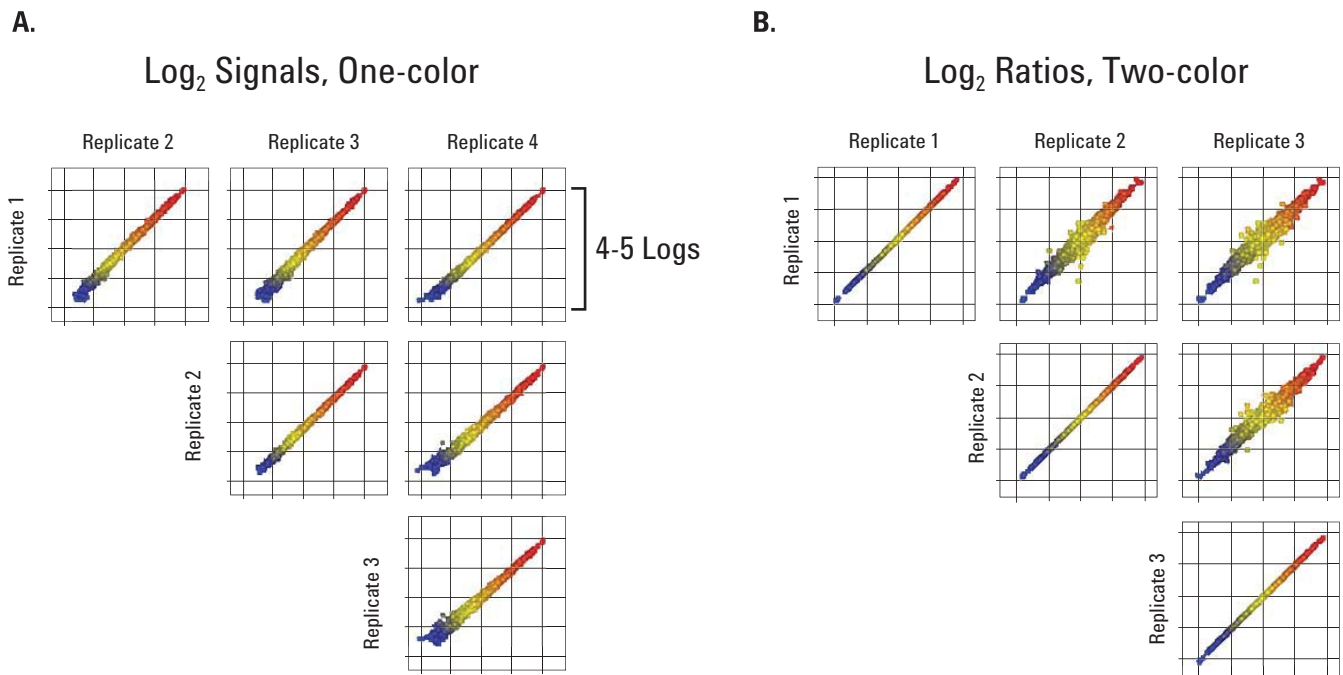 A.
Log2 Signals, One-color
Replicate 2
Replicate 3
Replicate 4
Replicate 1
4-5 Logs
Replicate 2
Replicate 3
B.
Log2 Ratios, Two-color
Replicate 1
Replicate 2
Replicate 3
Replicate 1
Replicate 2
Replicate 3